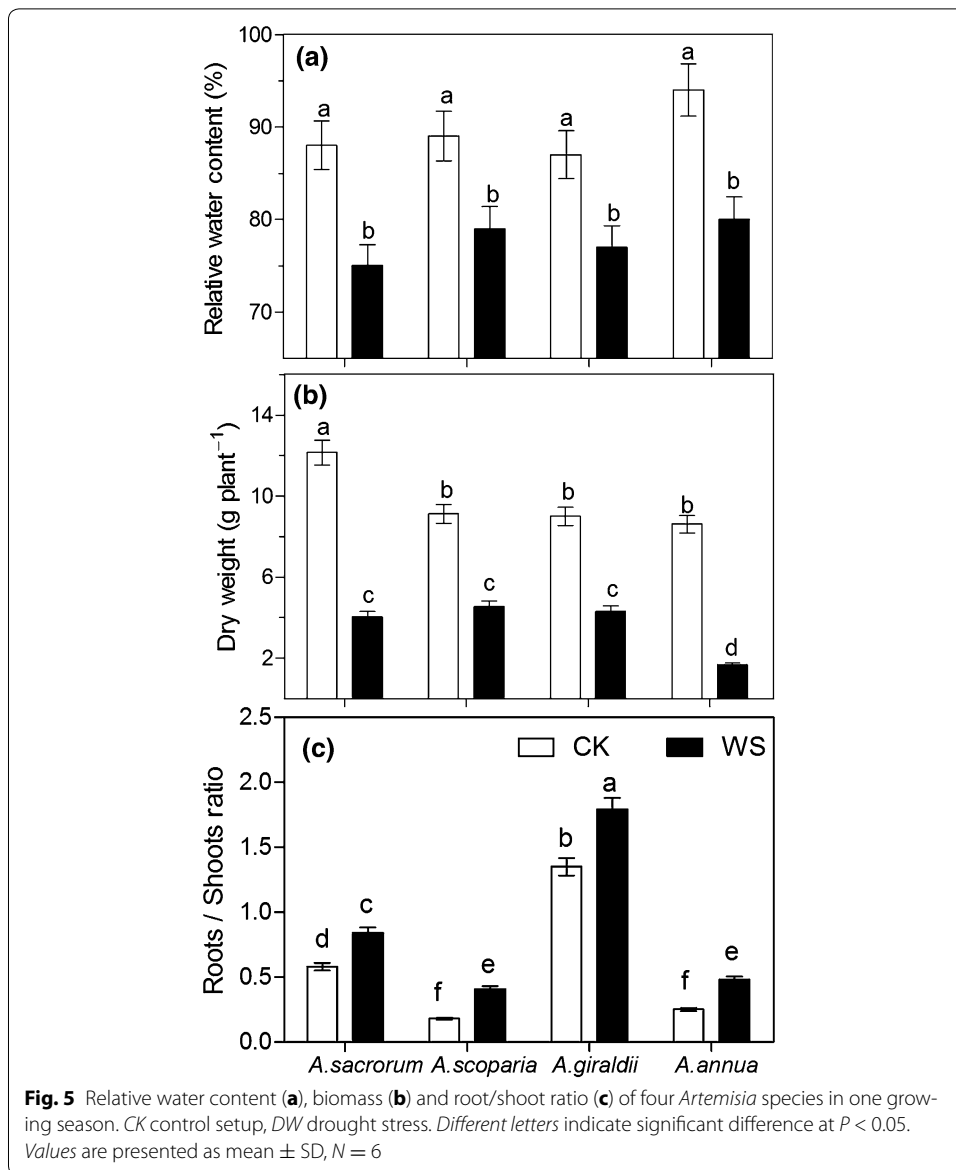 100
(a)
a
a
a
a
90
Relative water content (%)
b
b
b
b
80
70
(b)
14
a
Dry weight (g plant⁻¹)
10
b
b
b
6
c
c
c
d
2
2.5
(c)
CK
WS
2.0
a
Roots / Shoots ratio
1.5
b
1.0
c
d
0.5
e
e
f
f
0.0
A.sacrorum A.scoparia A.giraldii A.annua
Fig. 5 Relative water content (a), biomass (b) and root/shoot ratio (c) of four Artemisia species in one grow-
ing season. CK control setup, DW drought stress. Different letters indicate significant difference at P < 0.05.
Values are presented as mean ± SD, N = 6